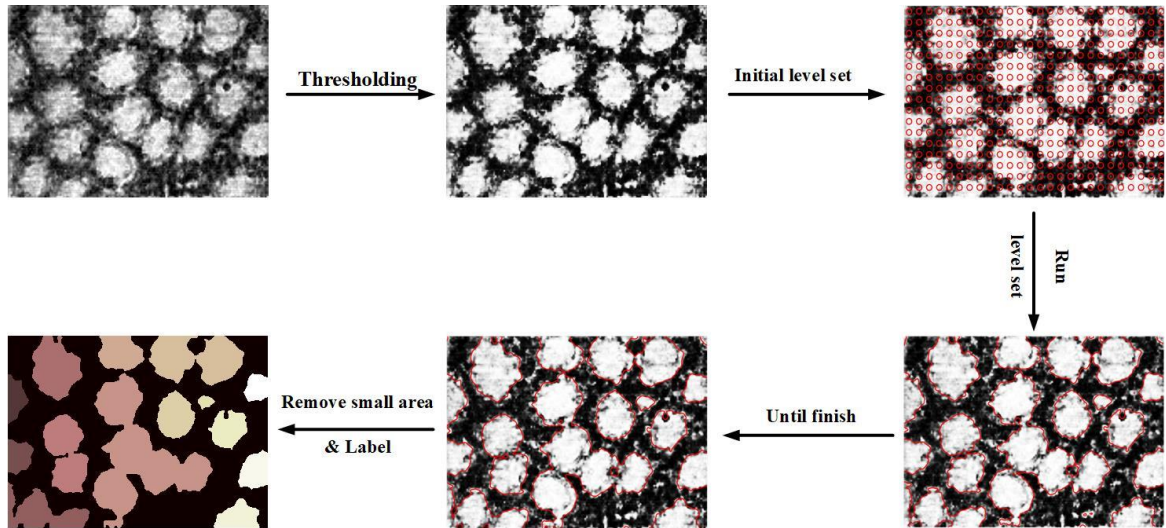 Thresholding
Initial level set
Run
level set
Until finish
Remove small area
& Label